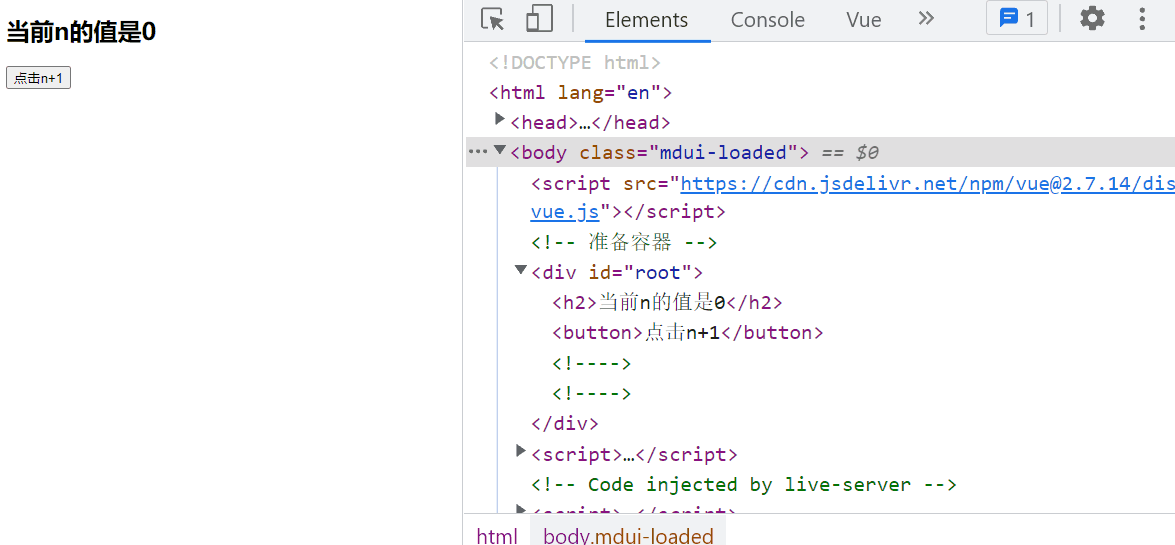 当前n的值是0
点击n+1
Elements
Console
Vue
1
<!DOCTYPE html>
<html lang="en">
<head>…</head>
<body class="mdui-loaded"> == $0
<script src="https://cdn.jsdelivr.net/npm/vue@2.7.14/dis
vue.js"></script>
<!-- 准备容器 -->
<div id="root">
<h2>当前n的值是0</h2>
<button>点击n+1</button>
<!---->
<!---->
</div>
<script>…</script>
<!-- Code injected by live-server -->
<script>…</script>
html body.mdui-loaded